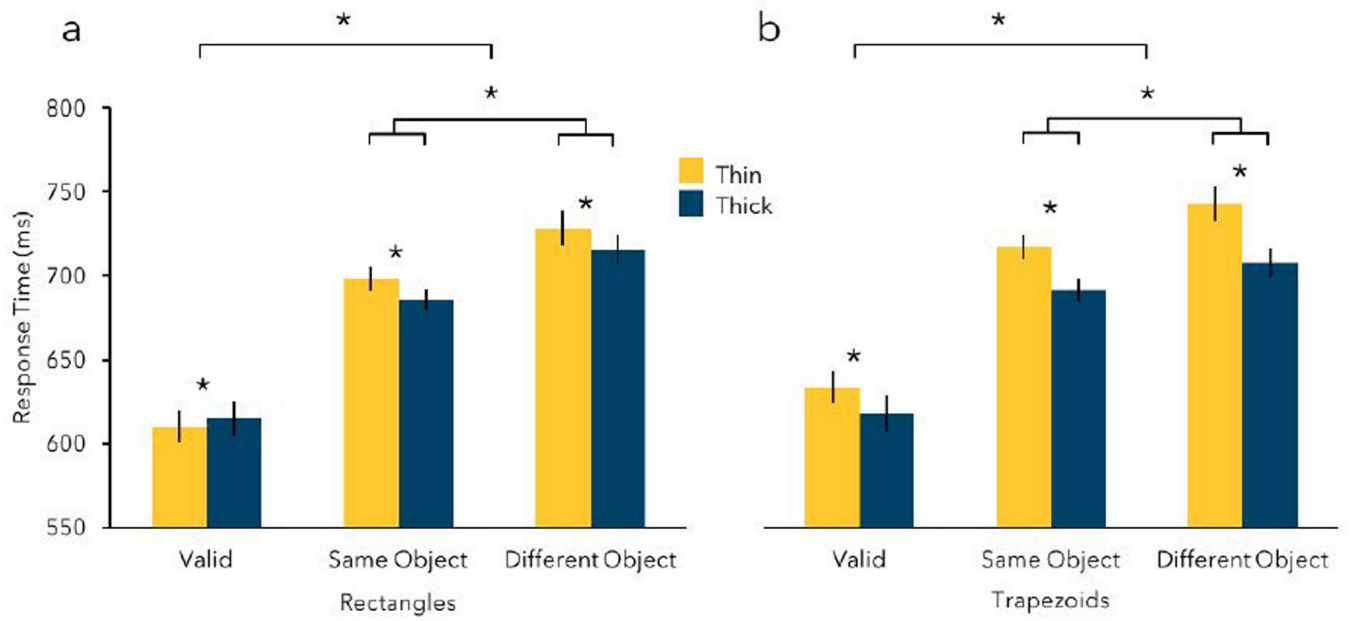 a
*
*
800
750
700
650
600
550
Response Time (ms)
*
*
*
Valid
Same Object
Different Object
Rectangles
Thin
Thick
b
*
*
*
*
*
Valid
Same Object
Different Object
Trapezoids